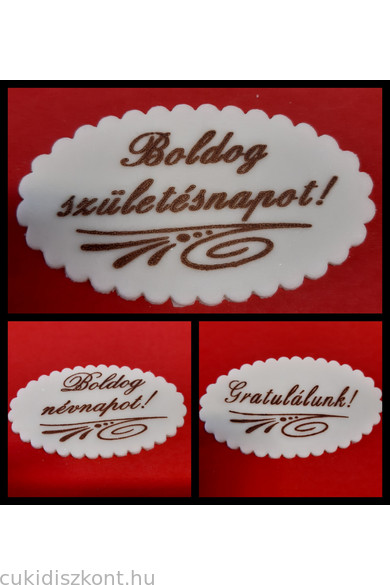 Boldog
születésnapot!
Boldog
névnapot!
Gratulálunk!
cukidiszkont.hu